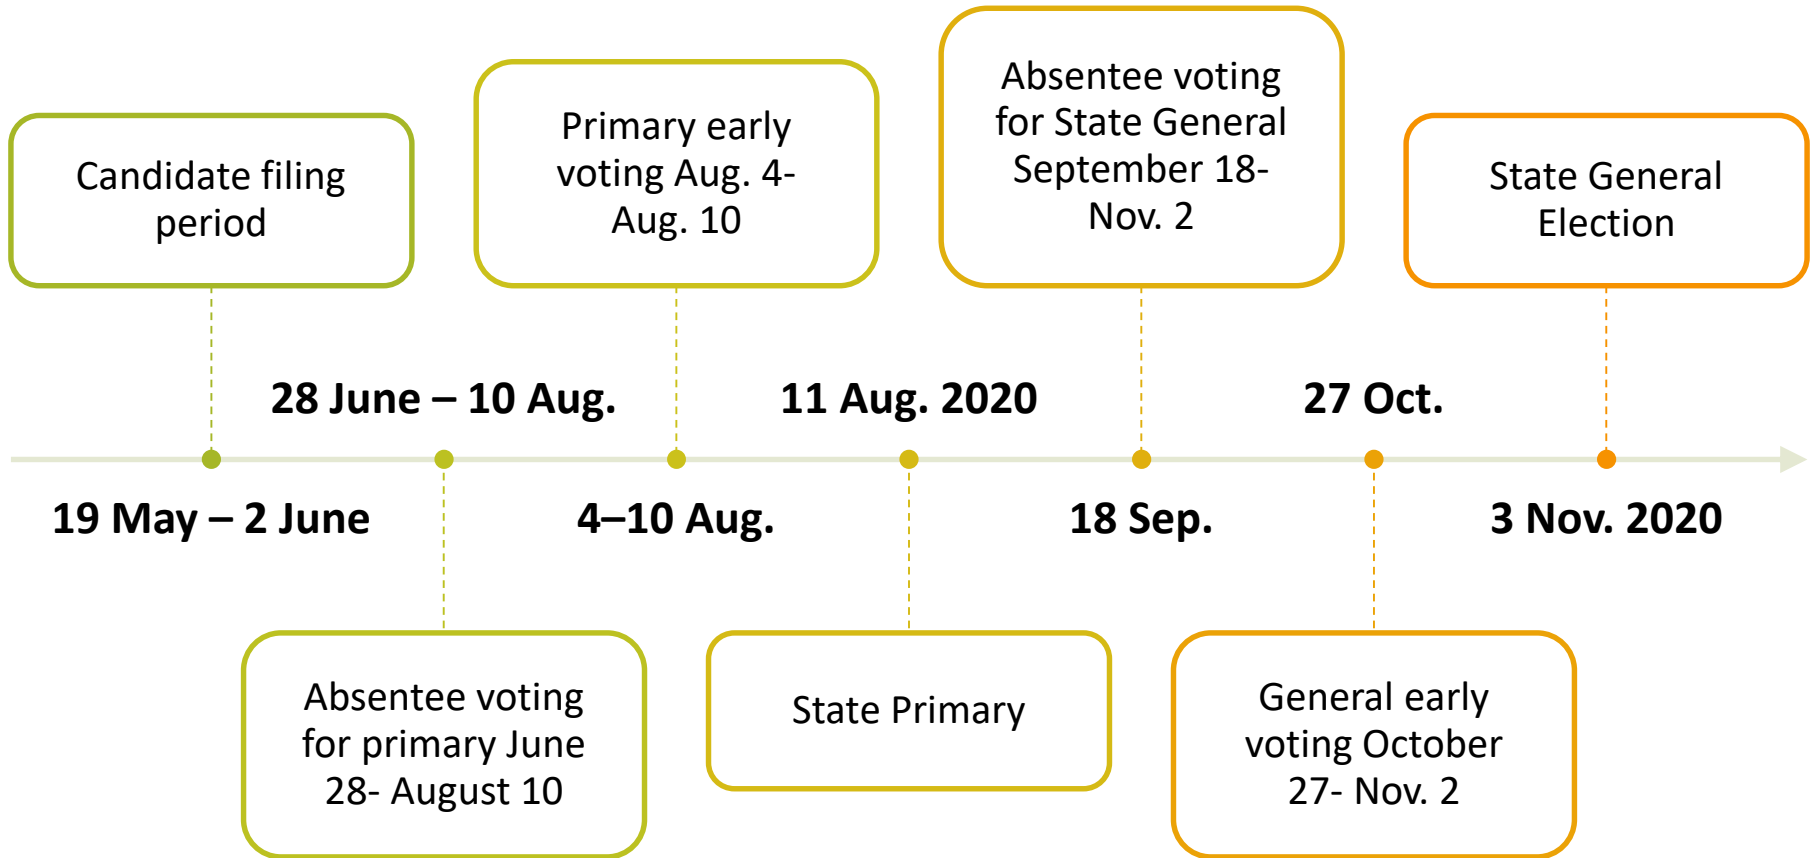 Candidate filing
period
Primary early
voting Aug. 4-
Aug. 10
Absentee voting
for State General
September 18-
Nov. 2
State General
Election
28 June – 10 Aug.
11 Aug. 2020
27 Oct.
19 May – 2 June
4–10 Aug.
18 Sep.
3 Nov. 2020
Absentee voting
for primary June
28- August 10
State Primary
General early
voting October
27- Nov. 2